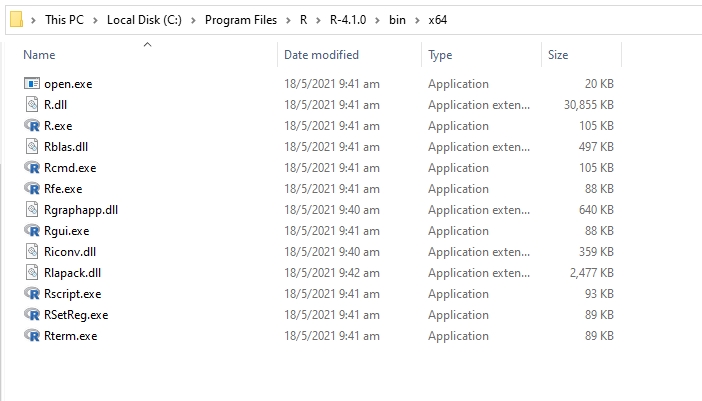 This PC > Local Disk (C:) > Program Files > R > R-4.1.0 > bin > x64
Name Date modified Type Size
open.exe 18/5/2021 9:41 am Application 20 KB
R.dll 18/5/2021 9:41 am Application exten... 30,855 KB
R.exe 18/5/2021 9:41 am Application 105 KB
Rblas.dll 18/5/2021 9:41 am Application exten... 497 KB
Rcmd.exe 18/5/2021 9:41 am Application 105 KB
Rfe.exe 18/5/2021 9:41 am Application 88 KB
Rgraphapp.dll 18/5/2021 9:40 am Application exten... 640 KB
Rgui.exe 18/5/2021 9:41 am Application 88 KB
Riconv.dll 18/5/2021 9:40 am Application exten... 359 KB
Rlapack.dll 18/5/2021 9:42 am Application exten... 2,477 KB
Rscript.exe 18/5/2021 9:41 am Application 93 KB
RSetReg.exe 18/5/2021 9:41 am Application 89 KB
Rterm.exe 18/5/2021 9:41 am Application 89 KB